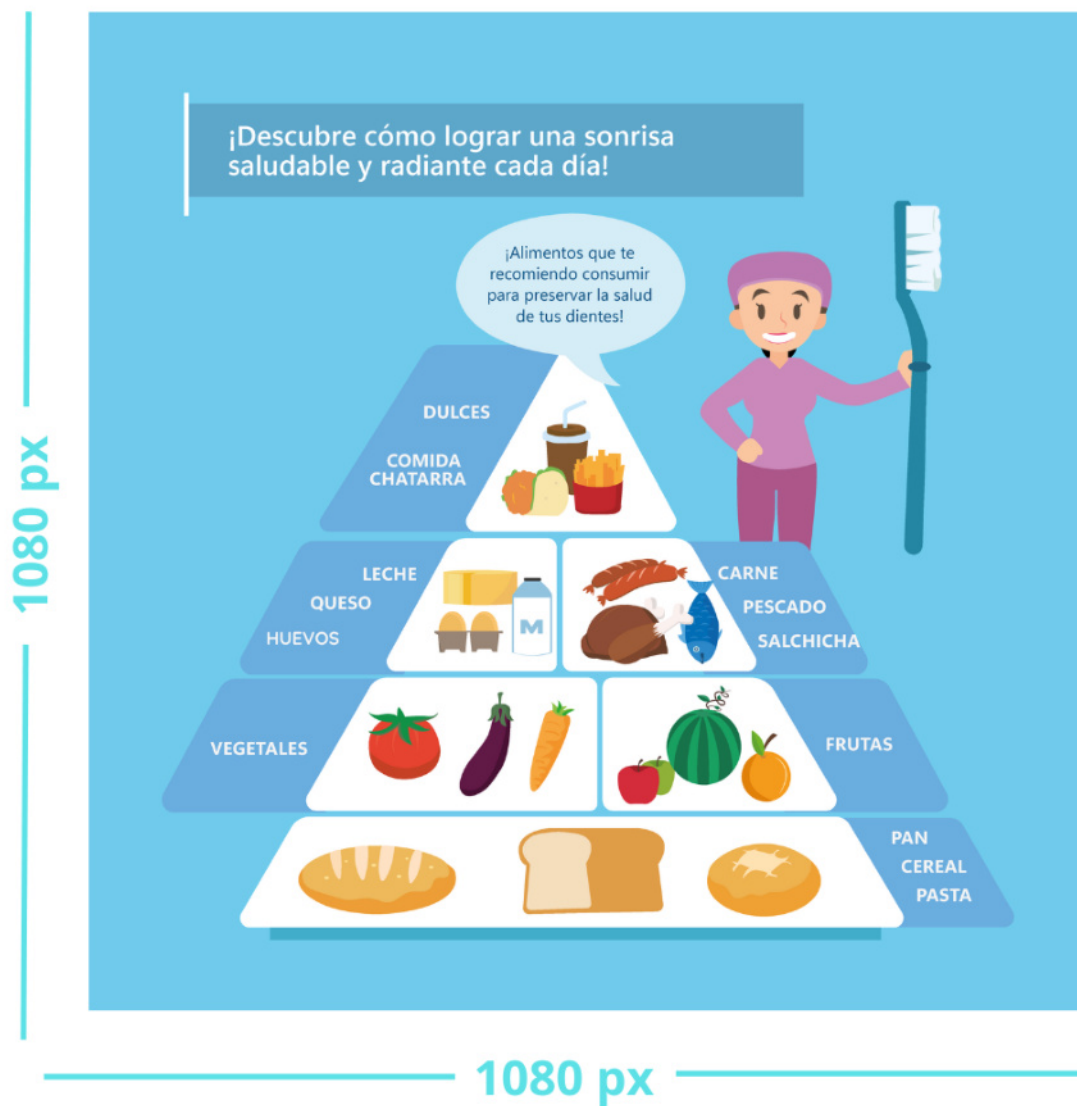 ¡Descubre cómo lograr una sonrisa
saludable y radiante cada día!
¡Alimentos que te
recomiendo consumir
para preservar la salud
de tus dientes!
DULCES
COMIDA
CHATARRA
LECHE
QUESO
HUEVOS
M
CARNE
PESCADO
SALCHICHA
VEGETALES
FRUTAS
PAN
CEREAL
PASTA
1080 px
1080 px